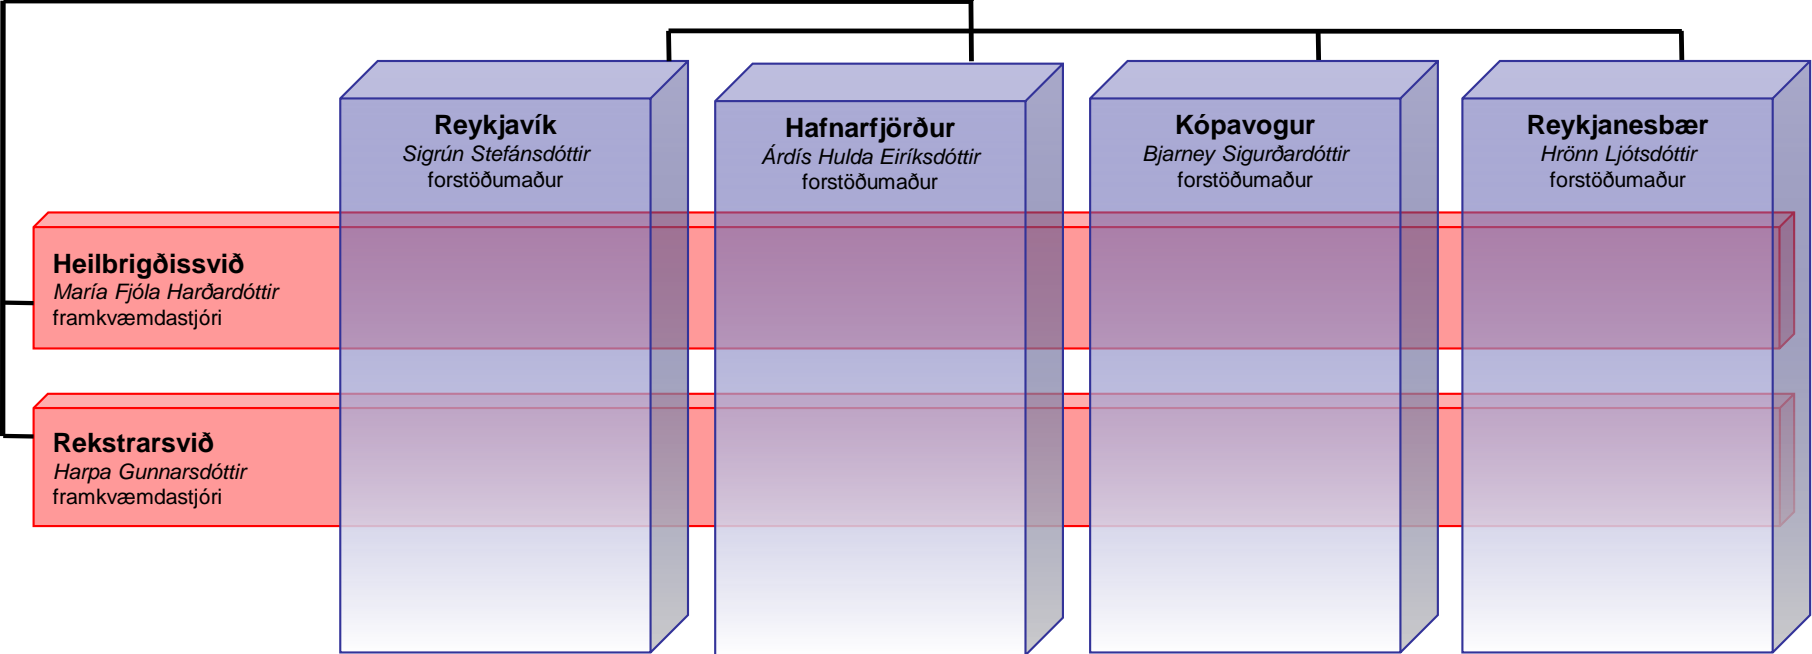 Reykjavík
Sigrún Stefánsdóttir
forstöðumaður
Hafnarfjörður
Árdís Hulda Eiríksdóttir
forstöðumaður
Kópavogur
Bjarney Sigurðardóttir
forstöðumaður
Reykjanesbær
Hrönn Ljótsdóttir
forstöðumaður
Heilbrigðissvið
María Fjóla Harðardóttir
framkvæmdastjóri
Rekstrarsvið
Harpa Gunnarsdóttir
framkvæmdastjóri